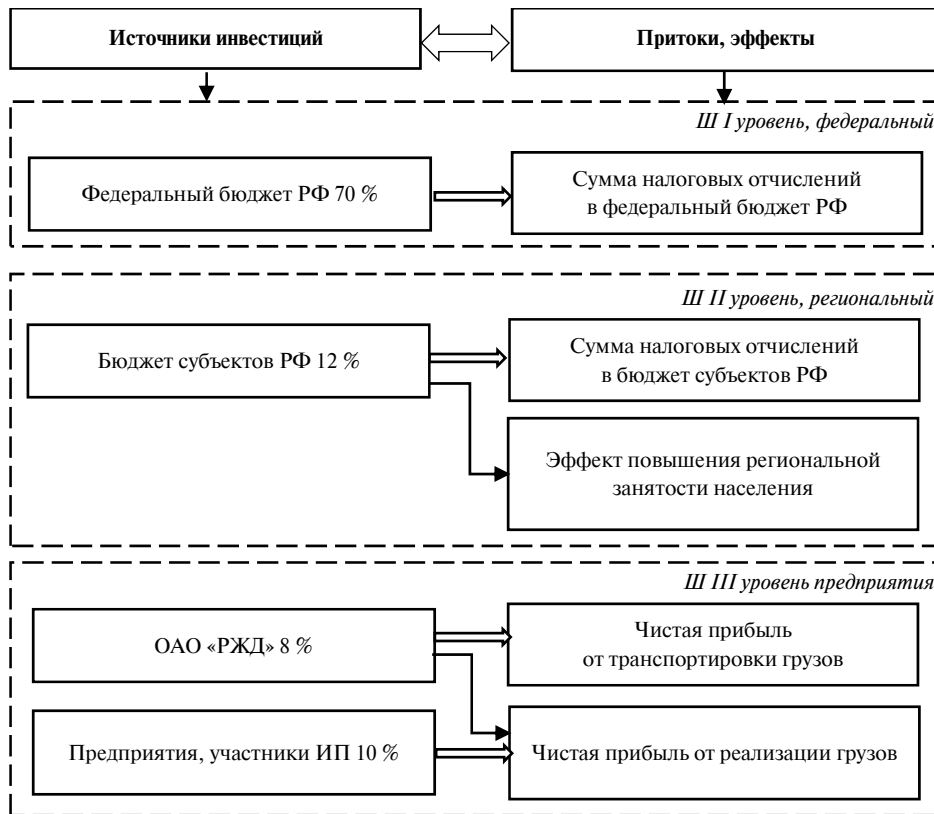 Источники инвестиций
Притоки, эффекты
Ш I уровень, федеральный
Федеральный бюджет РФ 70 %
Сумма налоговых отчислений
в федеральный бюджет РФ
Ш II уровень, региональный
Бюджет субъектов РФ 12 %
Сумма налоговых отчислений
в бюджет субъектов РФ
Эффект повышения региональной
занятости населения
Ш III уровень предприятия
ОАО «РЖД» 8 %
Чистая прибыль
от транспортировки грузов
Предприятия, участники ИП 10 %
Чистая прибыль от реализации грузов